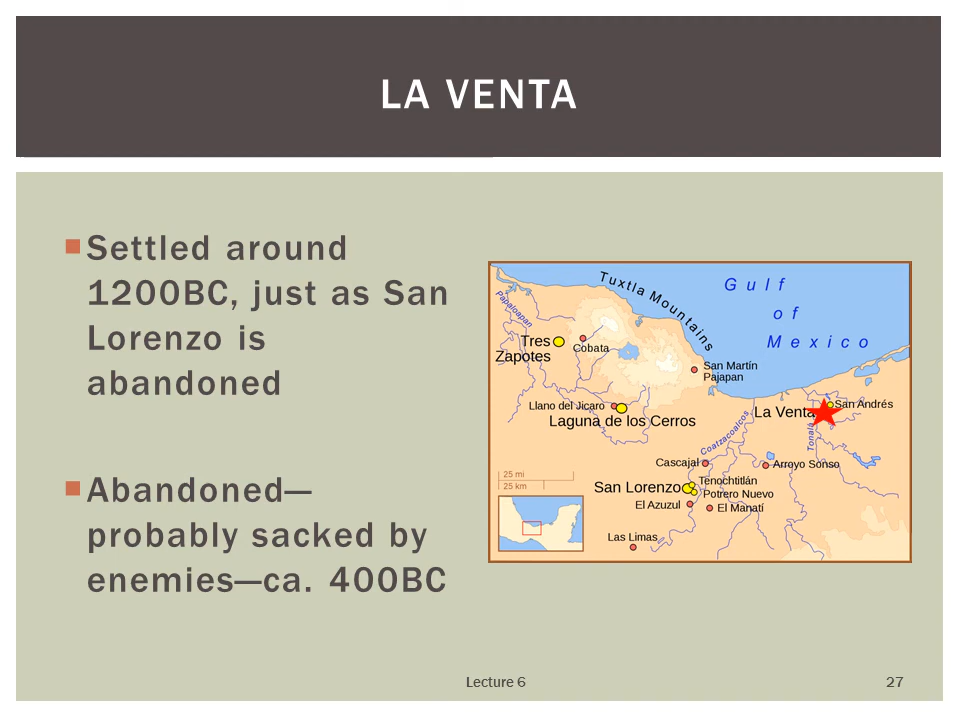 LA VENTA
Settled around
1200BC, just as San
Lorenzo is
abandoned
Abandoned—
probably sacked by
enemies—ca. 400BC
Gulf
of
Mexico
Tuxtla Mountains
Papaloapan
Tres
Zapotes
Cobata
San Martín
Pajapan
Llano del Jicaro
Laguna de los Cerros
La Venta
San Andrés
Coatzacoalcos
Tonalá
Cascajal
Arroyo Sonso
San Lorenzo
Tenochtitlán
Potrero Nuevo
El Azuzul
El Manatí
Las Limas
25 mi
25 km
Lecture 6
27